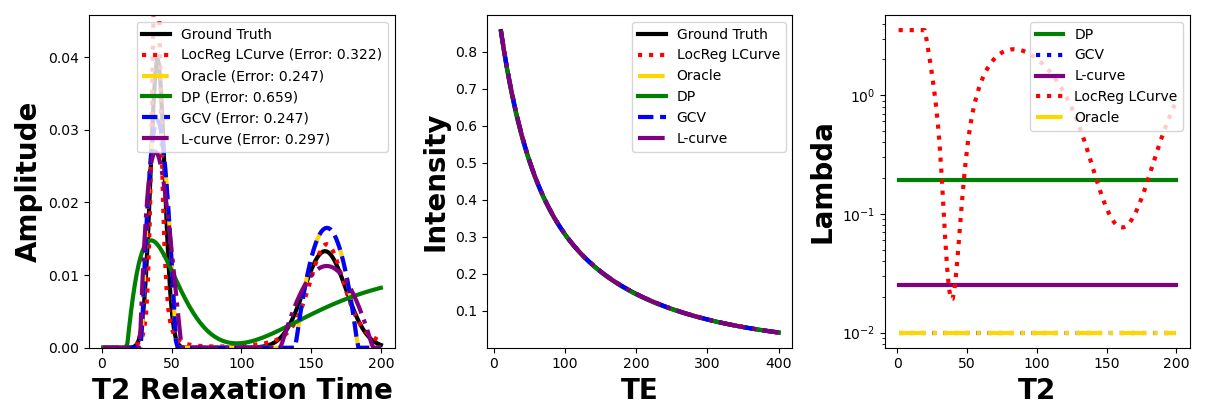 Amplitude
0.04
0.03
0.02
0.01
0.00
0
50
100
150
200
T2 Relaxation Time
Ground Truth
LocReg LCurve (Error: 0.322)
Oracle (Error: 0.247)
DP (Error: 0.659)
GCV (Error: 0.247)
L-curve (Error: 0.297)
Intensity
0.8
0.7
0.6
0.5
0.4
0.3
0.2
0.1
0
100
200
300
400
TE
Ground Truth
LocReg LCurve
Oracle
DP
GCV
L-curve
Lambda
10⁰
10⁻¹
10⁻²
0
50
100
150
200
T2
DP
GCV
L-curve
LocReg LCurve
Oracle